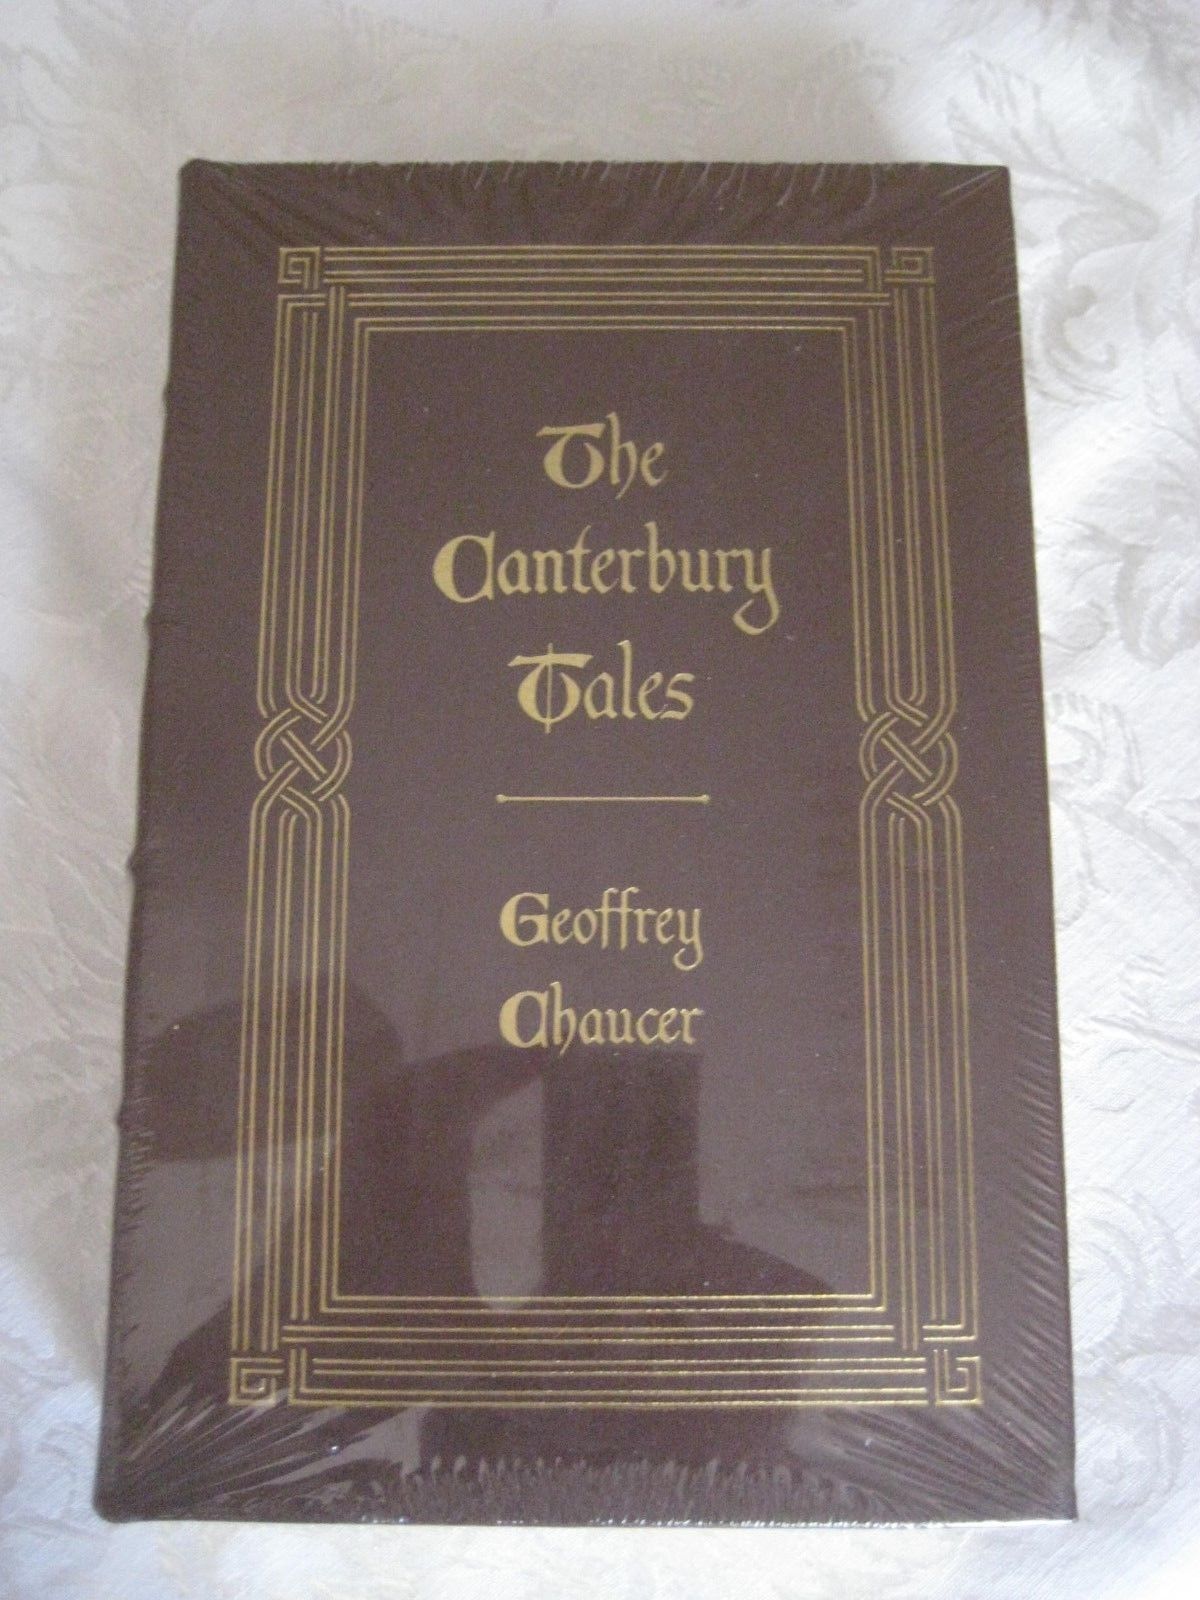 The
Canterbury
Tales
Geoffrey
Chaucer